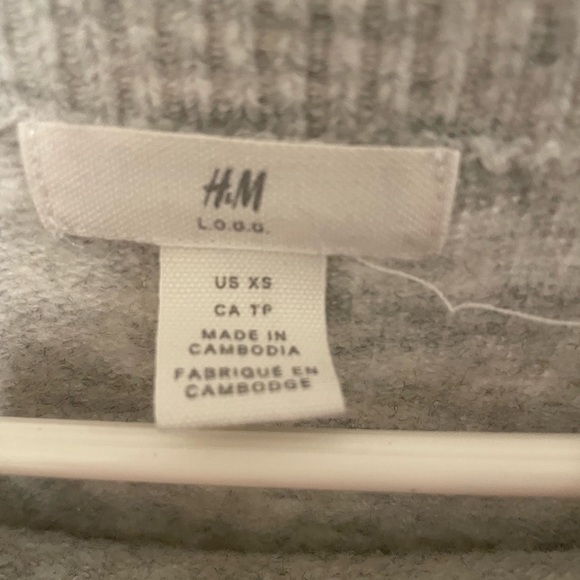 H&M
L.O.G.G.
US XS
CA TP
MADE IN
CAMBODIA
FABRIQUÉ EN
CAMBODGE